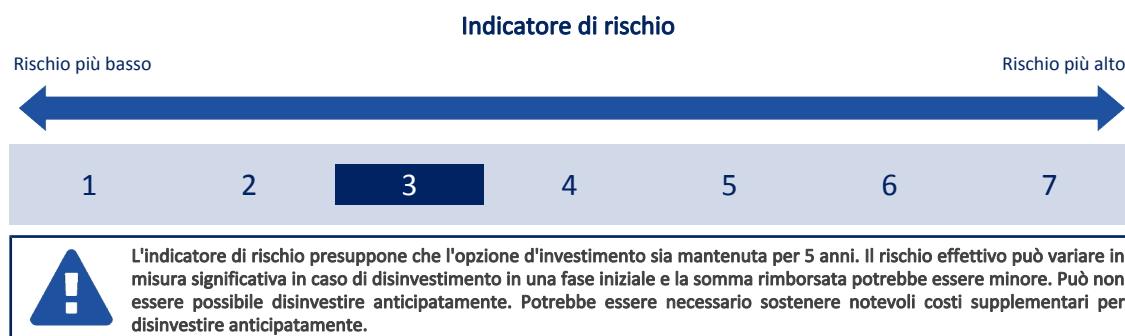 Indicatore di rischio
Rischio più basso
Rischio più alto
1 2 3 4 5 6 7
L'indicatore di rischio presuppone che l'opzione d'investimento sia mantenuta per 5 anni. Il rischio effettivo può variare in
misura significativa in caso di disinvestimento in una fase iniziale e la somma rimborsata potrebbe essere minore. Può non
essere possibile disinvestire anticipatamente. Potrebbe essere necessario sostenere notevoli costi supplementari per
disinvestire anticipatamente.